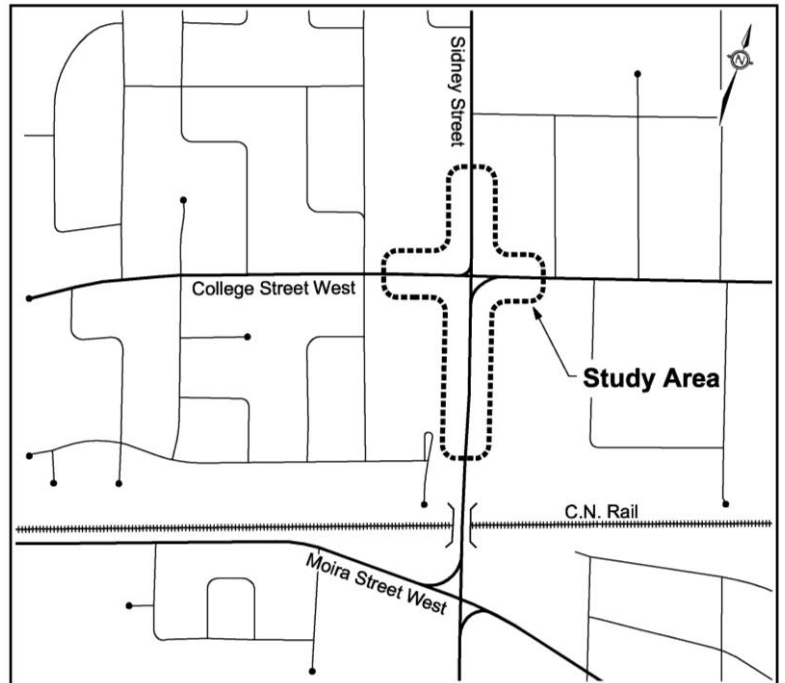 Sidney Street
N
College Street West
Study Area
C.N. Rail
Moira Street West